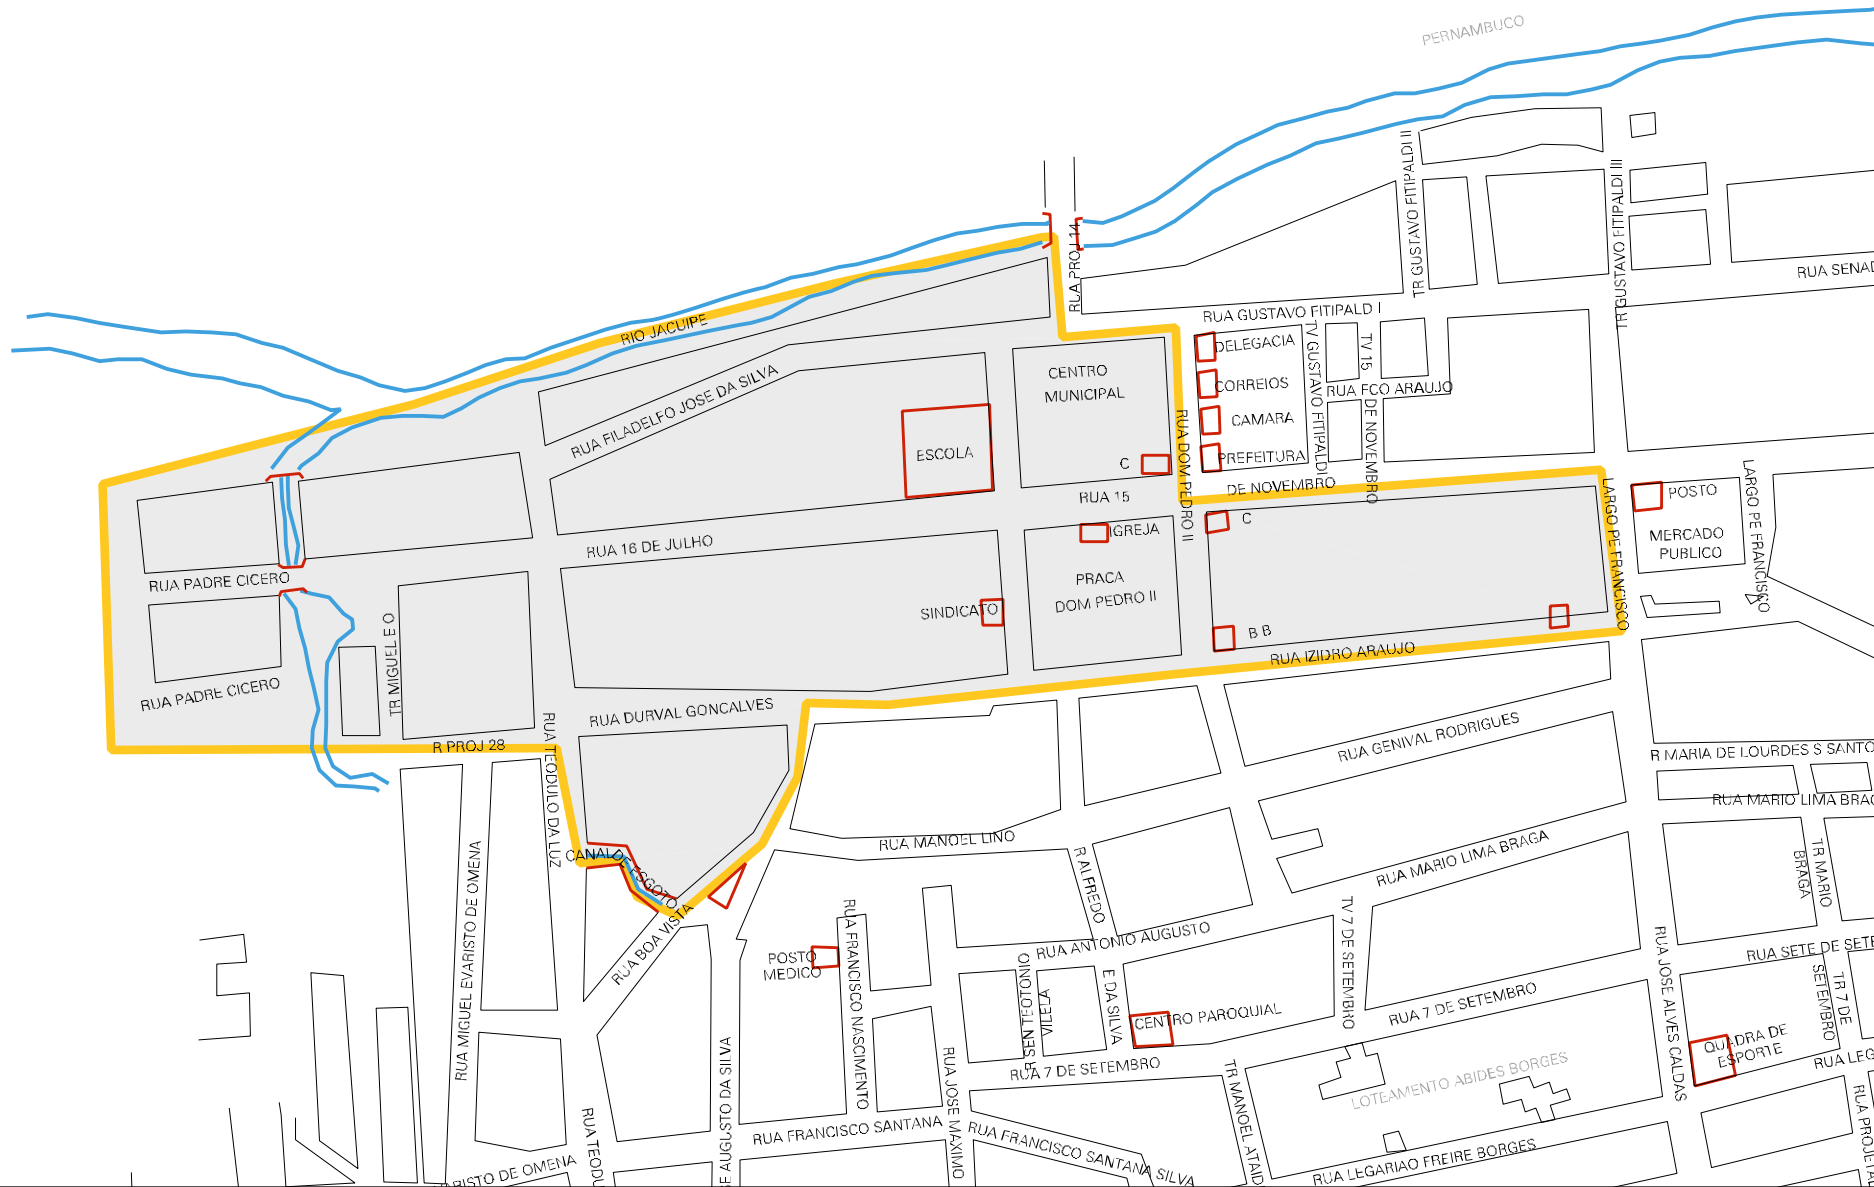 PERNAMBUCO
TR GUSTAVO FITIPALDI II
TR GUSTAVO FITIPALDI III
RUA PROJ 14
RUA SENAD
RUA GUSTAVO FITIPALD I
RIO JACUIPE
DELEGACIA
TV GUSTAVO FITIPALDI
TV 15
DE NOVEMBRO
CENTRO
MUNICIPAL
CORREIOS
RUA FCO ARAUJO
RUA FILADELFO JOSE DA SILVA
CAMARA
ESCOLA
C
PREFEITURA
RUA DOM PEDRO II
RUA 15
DE NOVEMBRO
LARGO PE FRANCISCO
POSTO
LARGO PE FRANCISCO
C
IGREJA
MERCADO
PUBLICO
RUA 16 DE JULHO
RUA PADRE CICERO
PRACA
DOM PEDRO II
SINDICATO
B B
TR MIGUEL E O
RUA IZIDRO ARAUJO
RUA PADRE CICERO
RUA DURVAL GONCALVES
RUA GENIVAL RODRIGUES
R PROJ 28
R MARIA DE LOURDES S SANTO
RUA TEODULO DA LUZ
RUA MARIO LIMA BRAG
RUA MANOEL LINO
CANAL DE ESGOTO
RUA MARIO LIMA BRAGA
R ALFREDO
E DA SILVA
TR MARIO
BRAGA
RUA BOA VISTA
RUA MIGUEL EVARISTO DE OMENA
RUA FRANCISCO NASCIMENTO
POSTO
MEDICO
RUA ANTONIO AUGUSTO
TV 7 DE SETEMBRO
RUA JOSE ALVES CALDAS
RUA SETE DE SETE
R SEN TEOTONIO
VILELA
TR 7 DE
SETEMBRO
CENTRO PAROQUIAL
RUA 7 DE SETEMBRO
QUADRA DE
ESPORTE
RUA 7 DE SETEMBRO
LOTEAMENTO ABIDES BORGES
RUA LEG
RUA JOSE MAXIMO
TR MANOEL ATAID
RUA PROJETA
SE AUGUSTO DA SILVA
RUA TEODU
RUA FRANCISCO SANTANA
RUA FRANCISCO SANTANA SILVA
RUA LEGARIAO FREIRE BORGES
ARISTO DE OMENA